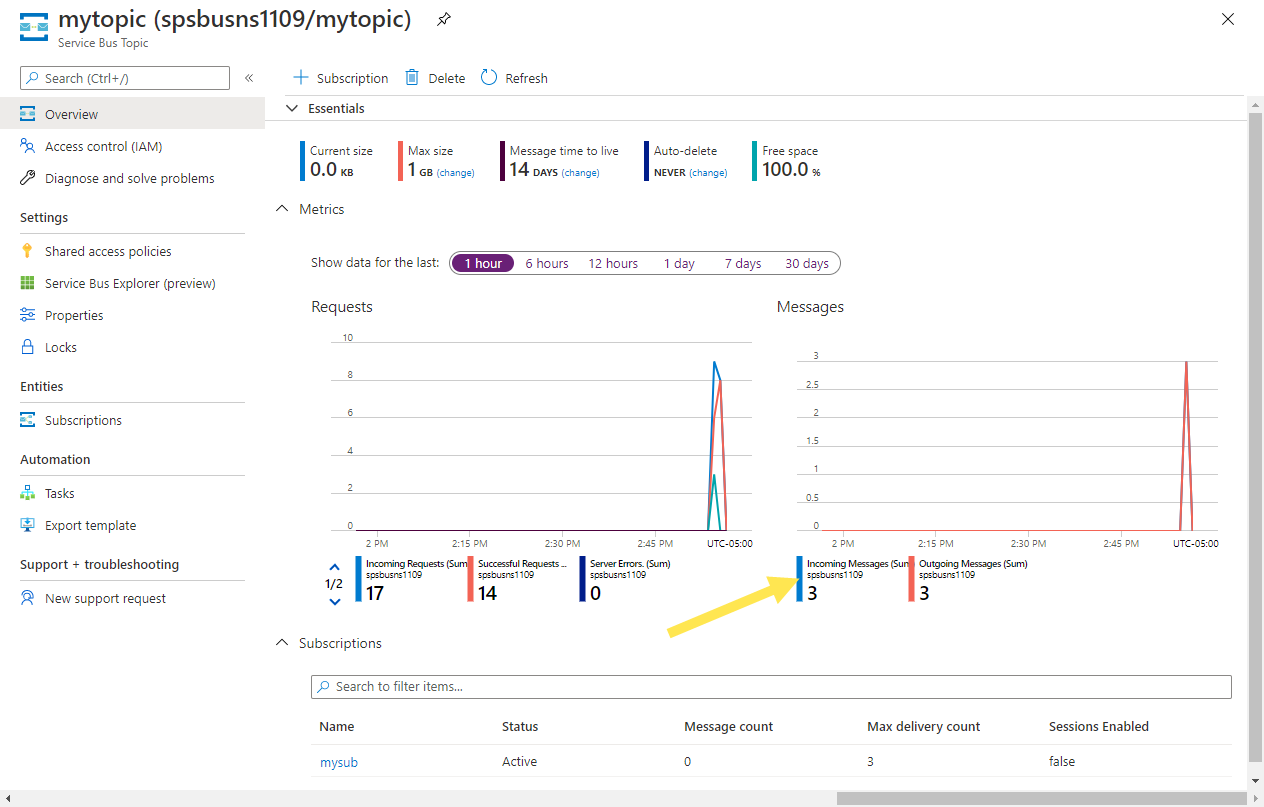 mytopic (spsbusns1109/mytopic)
Service Bus Topic
Search (Ctrl+/)
«
Overview
Access control (IAM)
Diagnose and solve problems
Settings
Shared access policies
Service Bus Explorer (preview)
Properties
Locks
Entities
Subscriptions
Automation
Tasks
Export template
Support + troubleshooting
New support request
Subscription Delete Refresh
Essentials
Current size
0.0 KB
Max size
1 GB (change)
Message time to live
14 DAYS (change)
Auto-delete
NEVER (change)
Free space
100.0 %
Metrics
Show data for the last: 1 hour 6 hours 12 hours 1 day 7 days 30 days
Requests
10
8
6
4
2
0
2 PM 2:15 PM 2:30 PM 2:45 PM UTC-05:00
1/2
Incoming Requests (Sum)
spsbusns1109
17
Successful Requests ...
spsbusns1109
14
Server Errors. (Sum)
spsbusns1109
0
Messages
3
2.5
2
1.5
1
0.5
0
2 PM 2:15 PM 2:30 PM 2:45 PM UTC-05:00
Incoming Messages (Sum)
spsbusns1109
3
Outgoing Messages (Sum)
spsbusns1109
3
Subscriptions
Search to filter items...
Name Status Message count Max delivery count Sessions Enabled
mysub Active 0 3 false